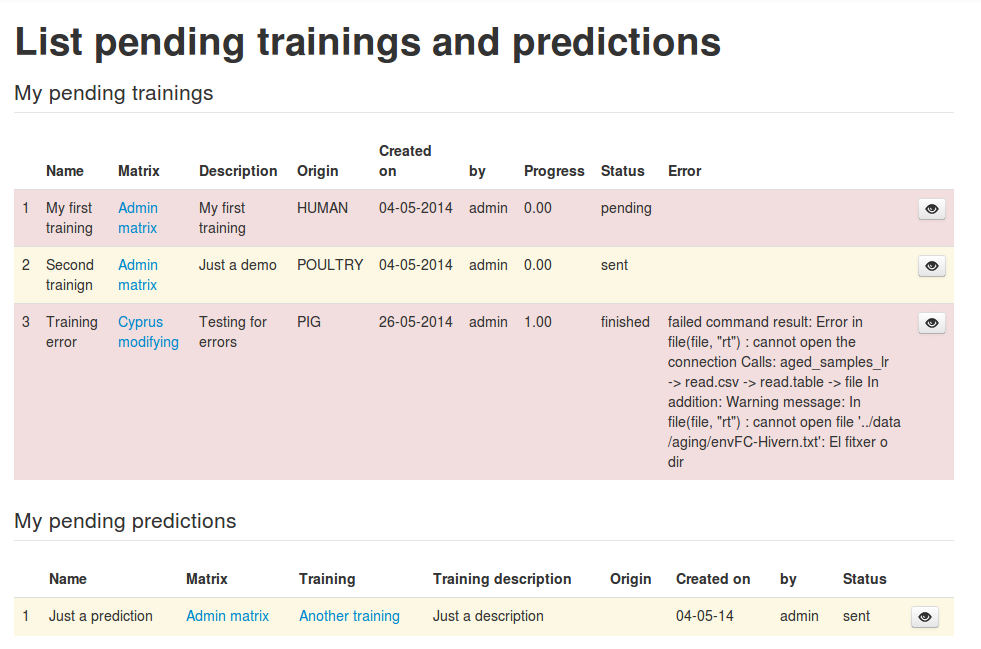 List pending trainings and predictions
My pending trainings
Name Matrix Description Origin Created on by Progress Status Error
1 My first training Admin matrix My first training HUMAN 04-05-2014 admin 0.00 pending
2 Second trainign Admin matrix Just a demo POULTRY 04-05-2014 admin 0.00 sent
3 Training error Cyprus modifying Testing for errors PIG 26-05-2014 admin 1.00 finished failed command result: Error in
file(file, "rt") : cannot open the
connection Calls: aged_samples_lr
-> read.csv -> read.table -> file In
addition: Warning message: In
file(file, "rt") : cannot open file '../data
/aging/envFC-Hivern.txt': El fitxer o
dir
My pending predictions
Name Matrix Training Training description Origin Created on by Status
1 Just a prediction Admin matrix Another training Just a description 04-05-14 admin sent